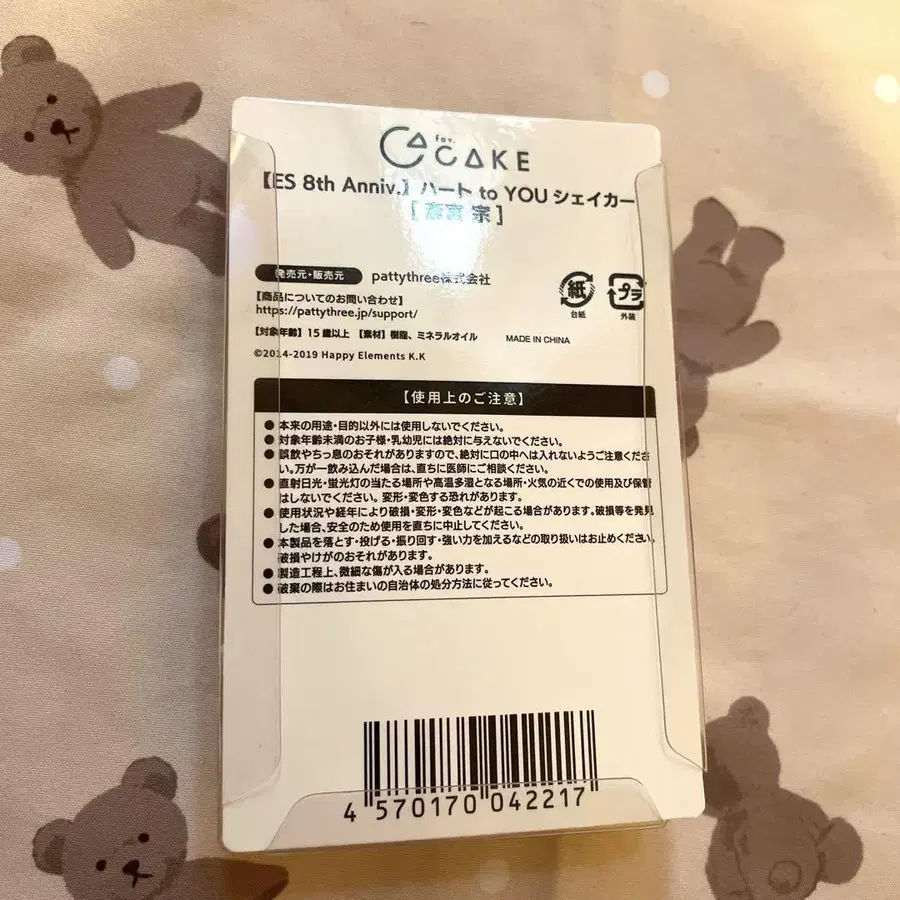 fav.
CAKE
【ES 8th Anniv.】ハート to YOU シェイカー
[ 斎宮 宗 ]
発売元・販売元 pattythree株式会社
【商品についてのお問い合わせ】
https://pattythree.jp/support/
紙
台紙
プラ
外装
【対象年齢】15歳以上 【素材】樹脂、ミネラルオイル MADE IN CHINA
©2014-2019 Happy Elements K.K
【使用上のご注意】
●本来の用途・目的以外には使用しないでください。
●対象年齢未満のお子様・乳幼児には絶対に与えないでください。
●誤飲やちっ息のおそれがありますので、絶対に口の中へは入れないようご注意くださ
い。万が一飲み込んだ場合は、直ちに医師にご相談ください。
●直射日光・蛍光灯の当たる場所や高温多湿となる場所・火気の近くでの使用及び保管
はしないでください。変形・変色する恐れがあります。
●使用状況や経年により破損・変形・変色などが起こる場合があります。破損等を発見
した場合、安全のため使用を直ちに中止してください。
●本製品を落とす・投げる・振り回す・強い力を加えるなどの取り扱いはお止めください。
破損やけがのおそれがあります。
●製造工程上、微細な傷が入る場合があります。
●破棄の際はお住まいの自治体の処分方法に従ってください。
4 570170 042217